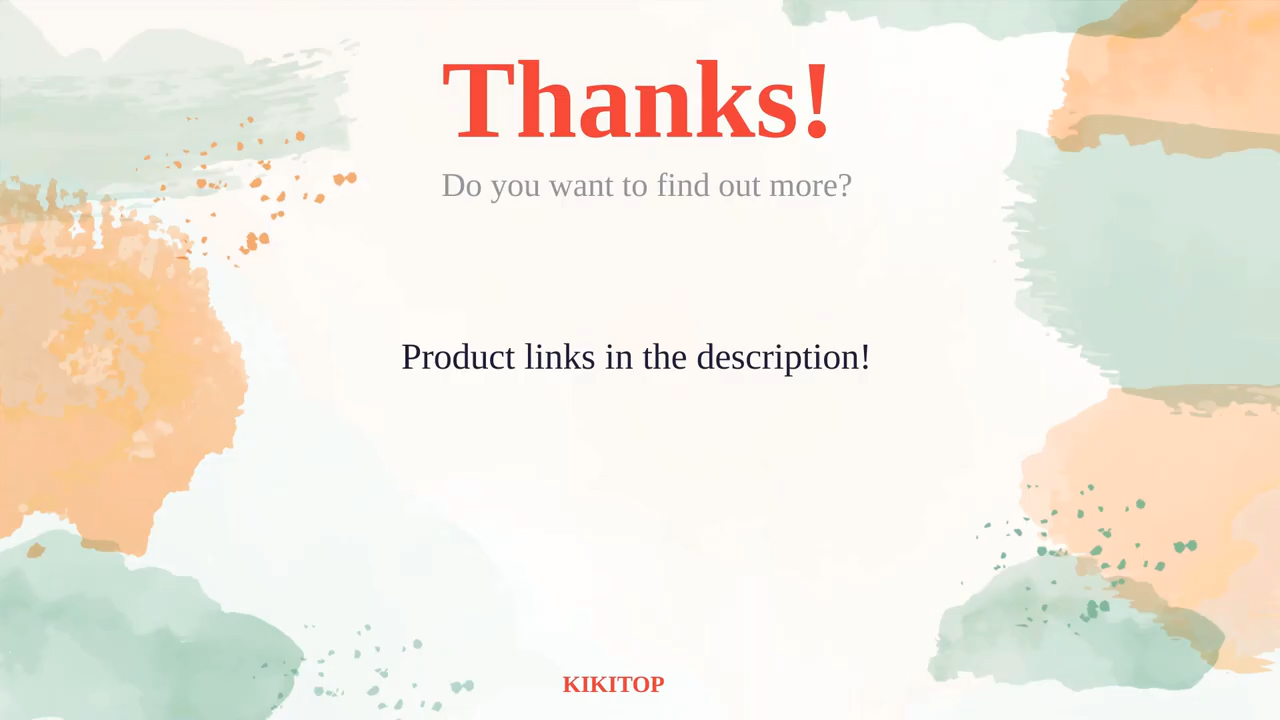 Thanks!
Do you want to find out more?
Product links in the description!
KIKITOP